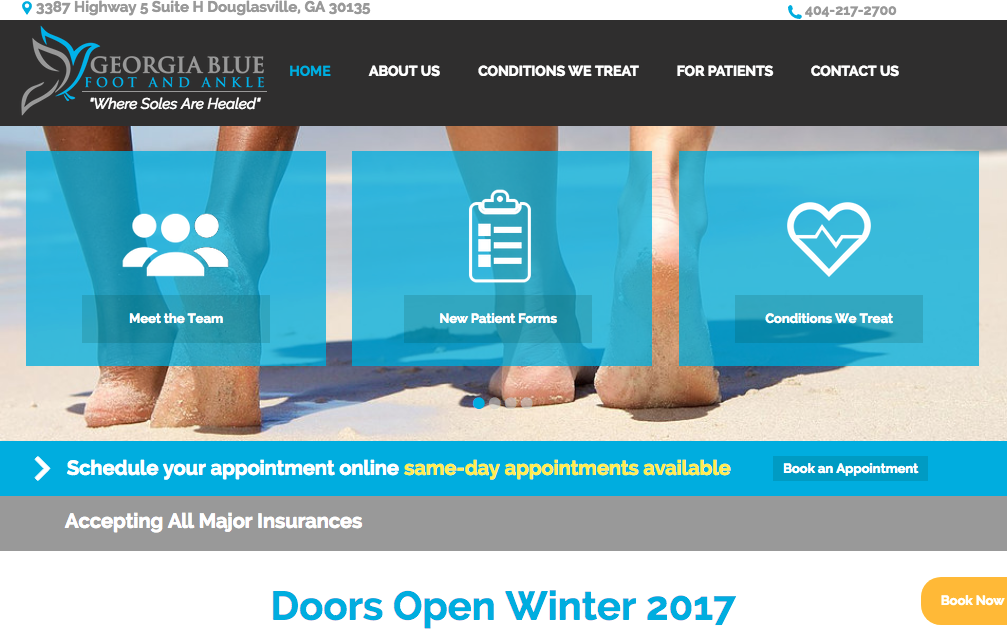 3387 Highway 5 Suite H Douglasville, GA 30135
404-217-2700
GEORGIA BLUE
FOOT AND ANKLE
"Where Soles Are Healed"
HOME
ABOUT US
CONDITIONS WE TREAT
FOR PATIENTS
CONTACT US
Meet the Team
New Patient Forms
Conditions We Treat
Schedule your appointment online same-day appointments available
Book an Appointment
Accepting All Major Insurances
Doors Open Winter 2017
Book Now